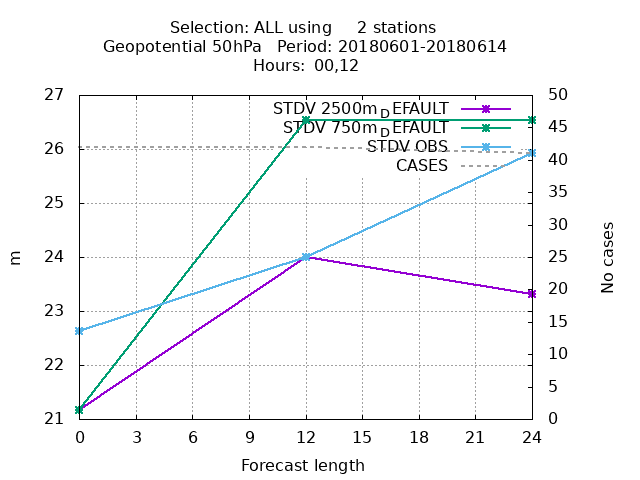 Selection: ALL using 2 stations
Geopotential 50hPa Period: 20180601-20180614
Hours: 00,12
27 50
STDV 2500m_DEFAULT
45
STDV 750m_DEFAULT
26
STDV OBS
40
CASES
35
25
30
24 25
m
No cases
20
23
15
22 10
5
21 0
0 3 6 9 12 15 18 21 24
Forecast length